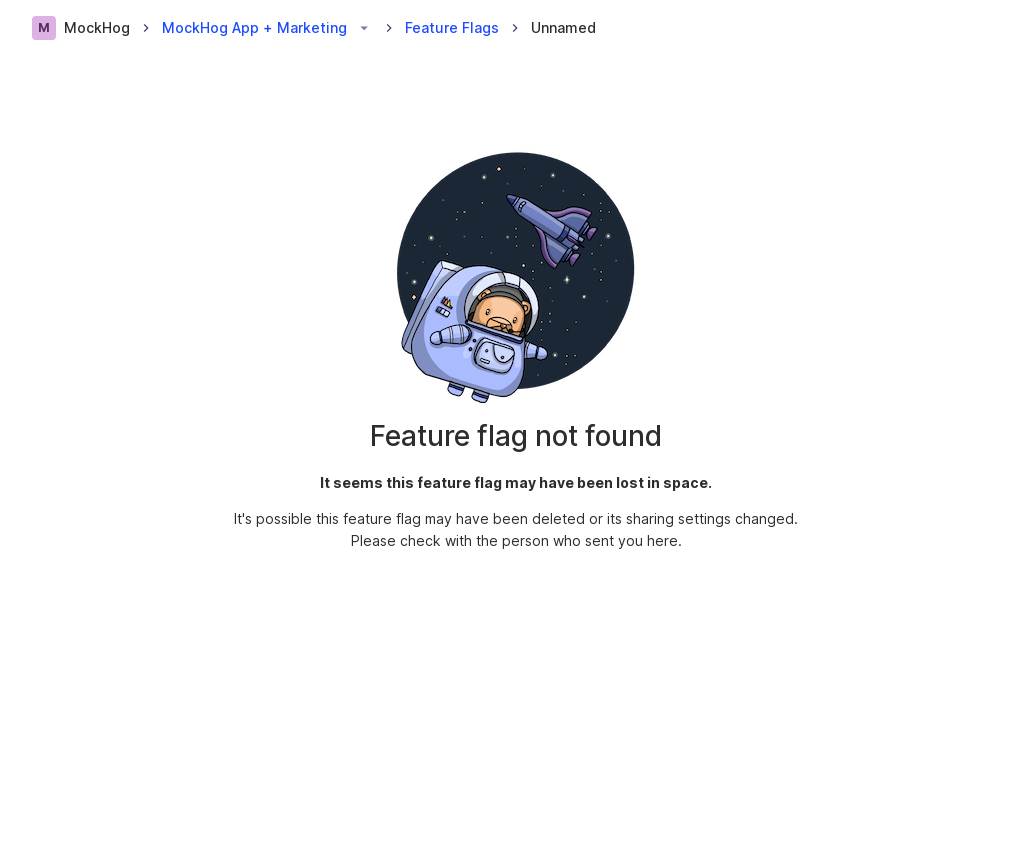 M MockHog > MockHog App + Marketing > Feature Flags > Unnamed
Feature flag not found
It seems this feature flag may have been lost in space.
It's possible this feature flag may have been deleted or its sharing settings changed.
Please check with the person who sent you here.